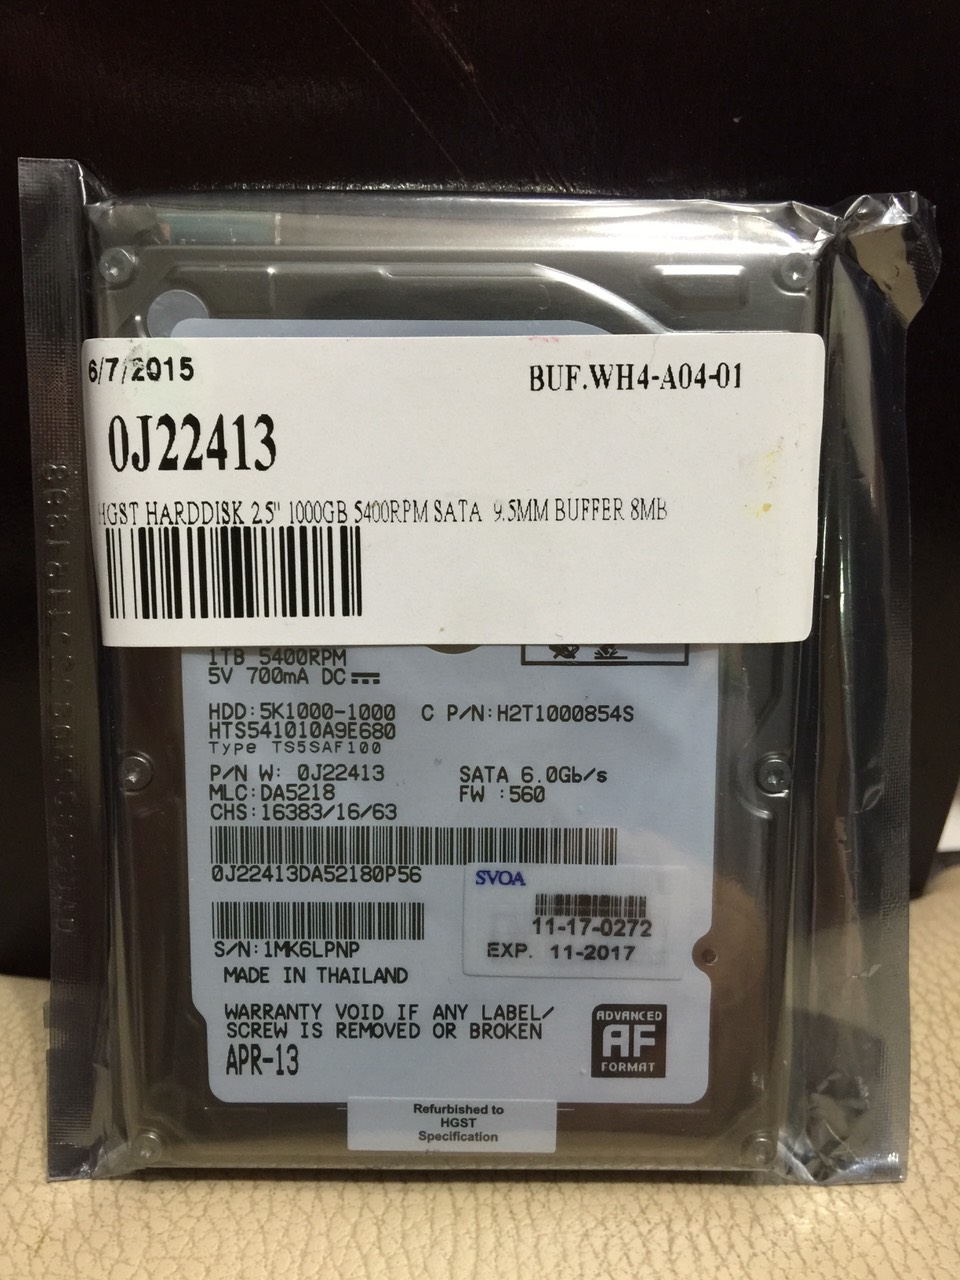 6/7/2015
BUF.WH4-A04-01
0J22413
HGST HARDDISK 2.5" 1000GB 5400RPM SATA 9.5MM BUFFER 8MB
1TB 5400RPM
5V 700mA DC
HDD:5K1000-1000 C P/N:H2T1000854S
HTS541010A9E680
Type TS5SAF100
P/N W: 0J22413 SATA 6.0Gb/s
MLC:DA5218 FW :560
CHS:16383/16/63
0J22413DA52180P56
SVOA
11-17-0272
EXP. 11-2017
S/N:1MK6LPNP
MADE IN THAILAND
WARRANTY VOID IF ANY LABEL/
SCREW IS REMOVED OR BROKEN
APR-13
ADVANCED
AF
FORMAT
Refurbished to
HGST
Specification